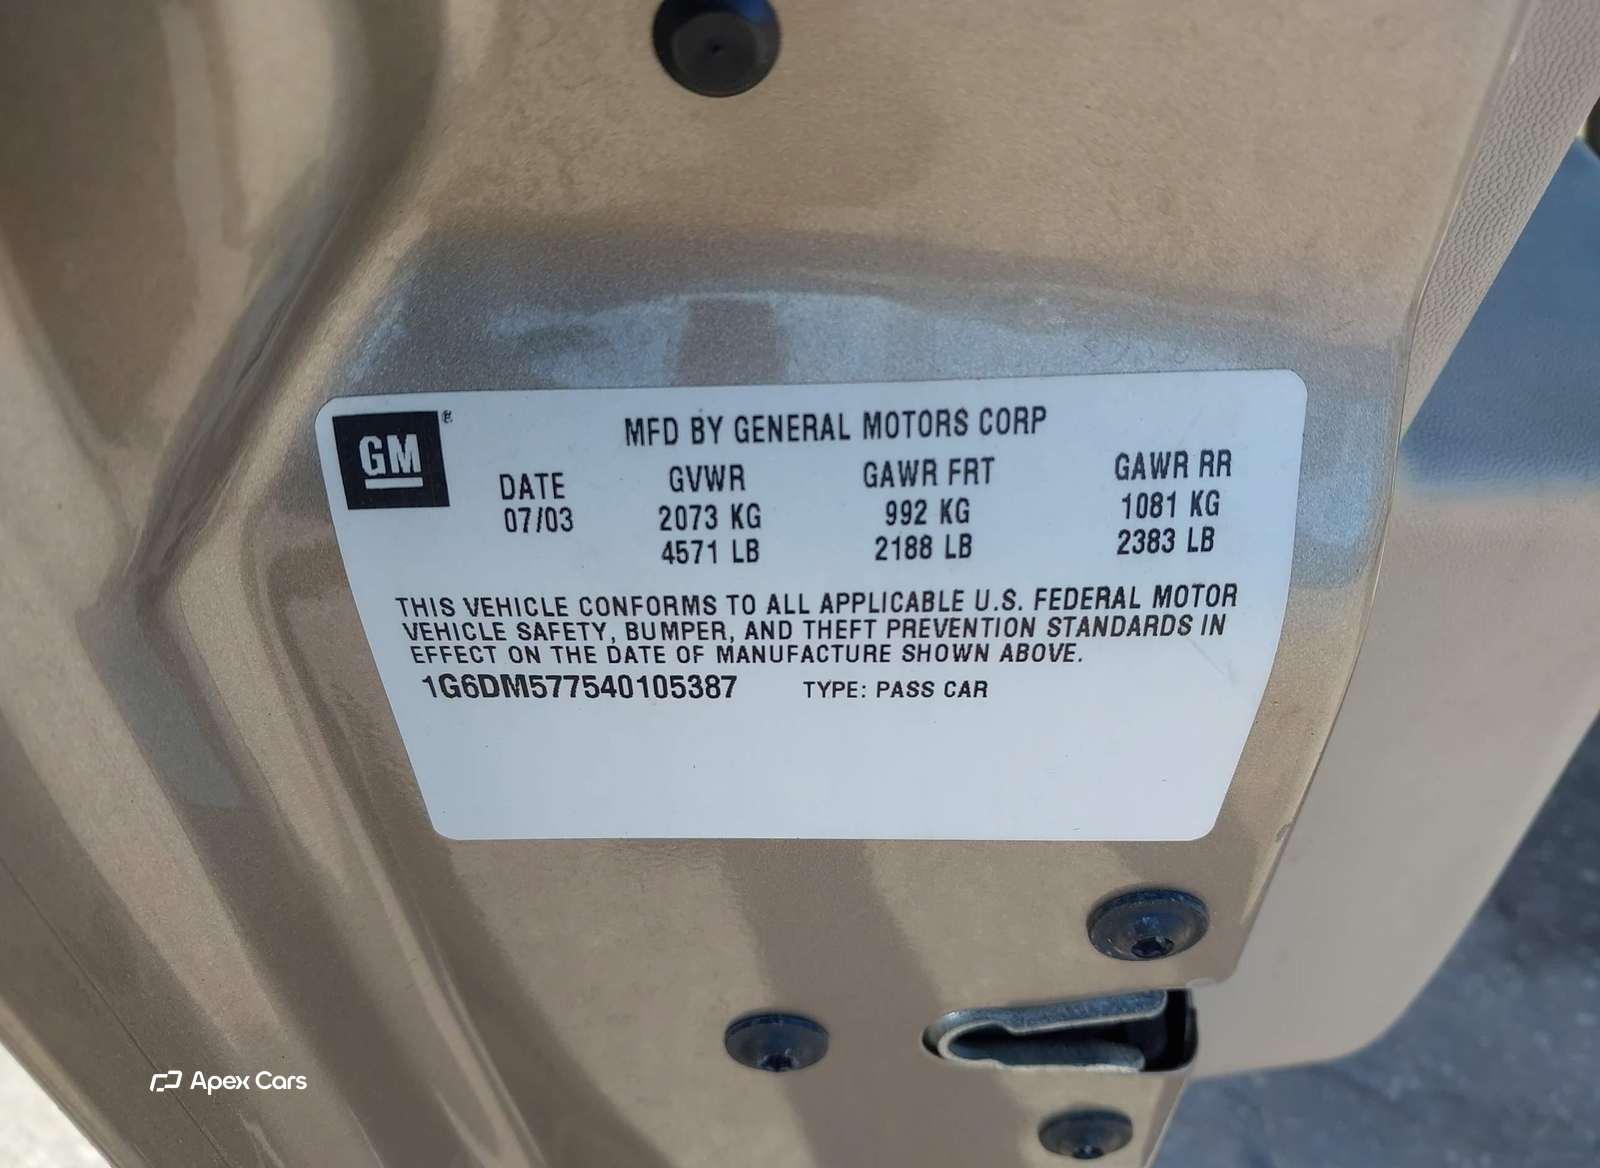 GM®
MFD BY GENERAL MOTORS CORP
DATE GVWR GAWR FRT GAWR RR
07/03 2073 KG 992 KG 1081 KG
4571 LB 2188 LB 2383 LB
THIS VEHICLE CONFORMS TO ALL APPLICABLE U.S. FEDERAL MOTOR
VEHICLE SAFETY, BUMPER, AND THEFT PREVENTION STANDARDS IN
EFFECT ON THE DATE OF MANUFACTURE SHOWN ABOVE.
1G6DM577540105387 TYPE: PASS CAR
Apex Cars